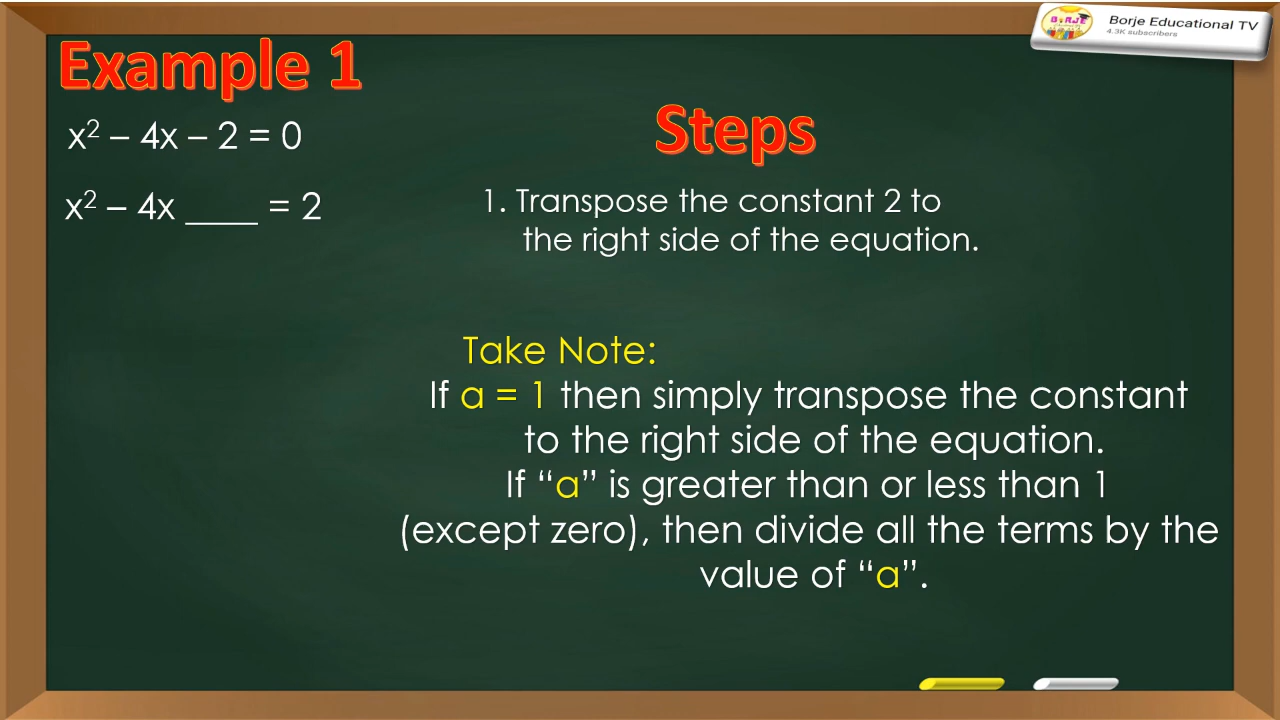 Borje Educational TV
4.3K subscribers
BORJE
Example 1
x² – 4x – 2 = 0
x² – 4x ____ = 2
Steps
1. Transpose the constant 2 to
the right side of the equation.
Take Note:
If a = 1 then simply transpose the constant
to the right side of the equation.
If “a” is greater than or less than 1
(except zero), then divide all the terms by the
value of “a”.